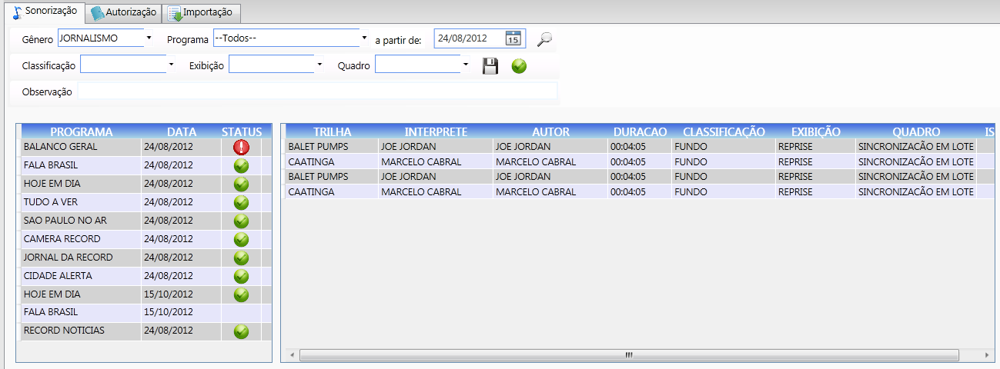 Sonorização Autorização Importação
Gênero JORNALISMO Programa --Todos-- a partir de: 24/08/2012 15
Classificação Exibição Quadro
Observação
PROGRAMA DATA STATUS
BALANCO GERAL 24/08/2012
FALA BRASIL 24/08/2012
HOJE EM DIA 24/08/2012
TUDO A VER 24/08/2012
SAO PAULO NO AR 24/08/2012
CAMERA RECORD 24/08/2012
JORNAL DA RECORD 24/08/2012
CIDADE ALERTA 24/08/2012
HOJE EM DIA 15/10/2012
FALA BRASIL 15/10/2012
RECORD NOTICIAS 24/08/2012
TRILHA INTERPRETE AUTOR DURACAO CLASSIFICAÇÃO EXIBIÇÃO QUADRO IS
BALET PUMPS JOE JORDAN JOE JORDAN 00:04:05 FUNDO REPRISE SINCRONIZACÃO EM LOTE
CAATINGA MARCELO CABRAL MARCELO CABRAL 00:04:05 FUNDO REPRISE SINCRONIZACÃO EM LOTE
BALET PUMPS JOE JORDAN JOE JORDAN 00:04:05 FUNDO REPRISE SINCRONIZACÃO EM LOTE
CAATINGA MARCELO CABRAL MARCELO CABRAL 00:04:05 FUNDO REPRISE SINCRONIZACÃO EM LOTE